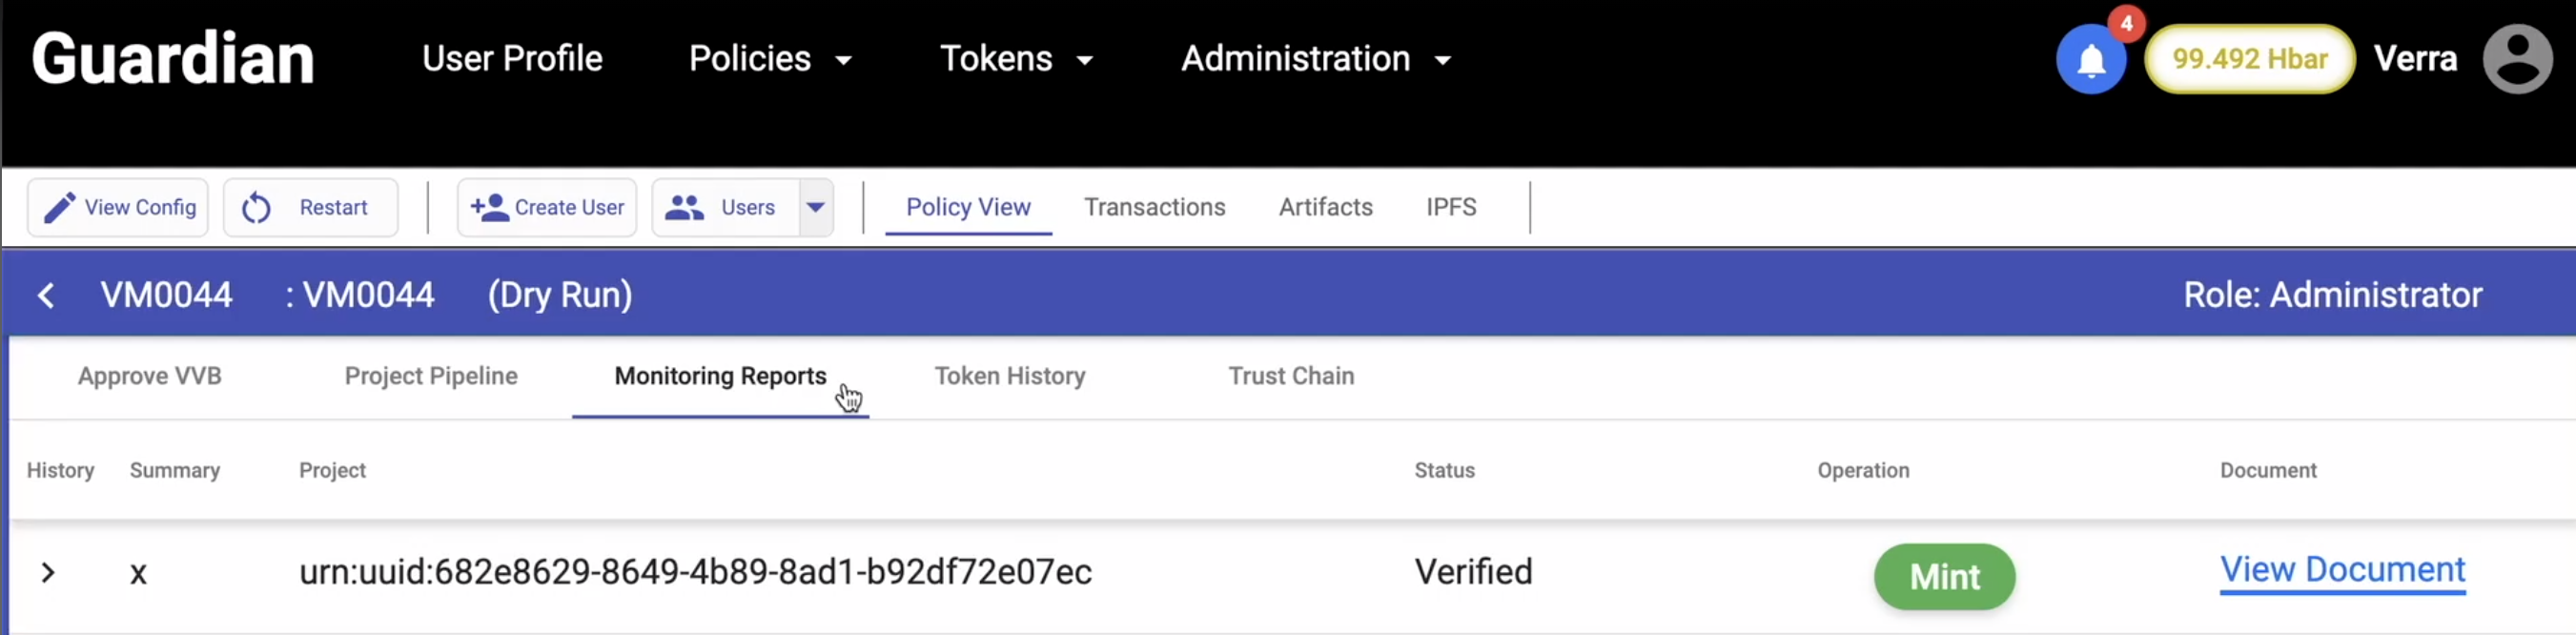 Guardian User Profile Policies Tokens Administration 4 99.492 Hbar Verra
View Config Restart Create User Users Policy View Transactions Artifacts IPFS
VM0044 : VM0044 (Dry Run) Role: Administrator
Approve VVB Project Pipeline Monitoring Reports Token History Trust Chain
History Summary Project Status Operation Document
x urn:uuid:682e8629-8649-4b89-8ad1-b92df72e07ec Verified Mint View Document